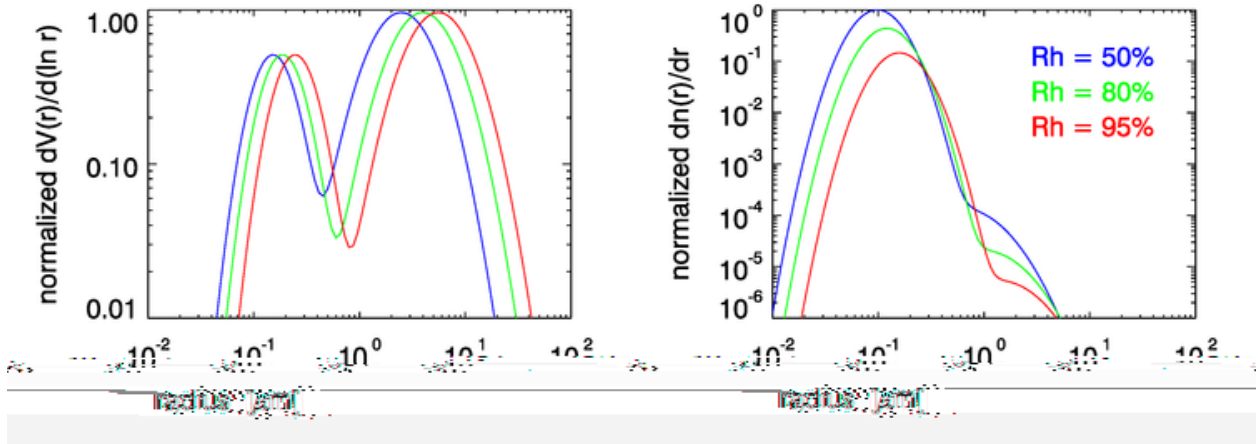 1.00
0.10
0.01
normalized dV(r)/d(ln r)
10^-2 10^-1 10^0 10^1 10^2
10^0
10^-1
10^-2
10^-3
10^-4
10^-5
10^-6
normalized dn(r)/dr
Rh = 50%
Rh = 80%
Rh = 95%
10^-2 10^-1 10^0 10^1 10^2